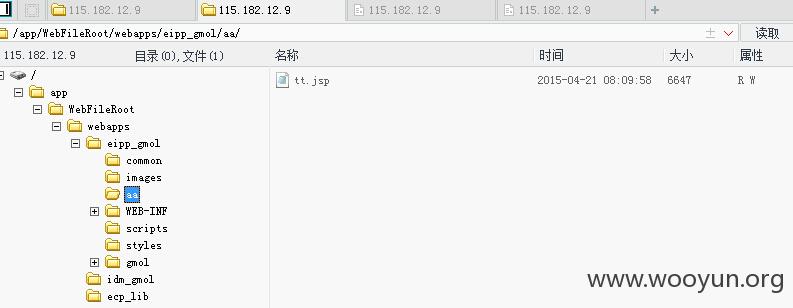 115.182.12.9 115.182.12.9 115.182.12.9 115.182.12.9
/app/WebFileRoot/webapps/eipp_gmol/aa/ 读取
115.182.12.9 目录(0),文件(1) 名称 时间 大小 属性
/
app
WebFileRoot
webapps
eipp_gmol
common
images
aa
WEB-INF
scripts
styles
gmol
idm_gmol
ecp_lib
tt.jsp 2015-04-21 08:09:58 6647 R W
www.wooyun.org